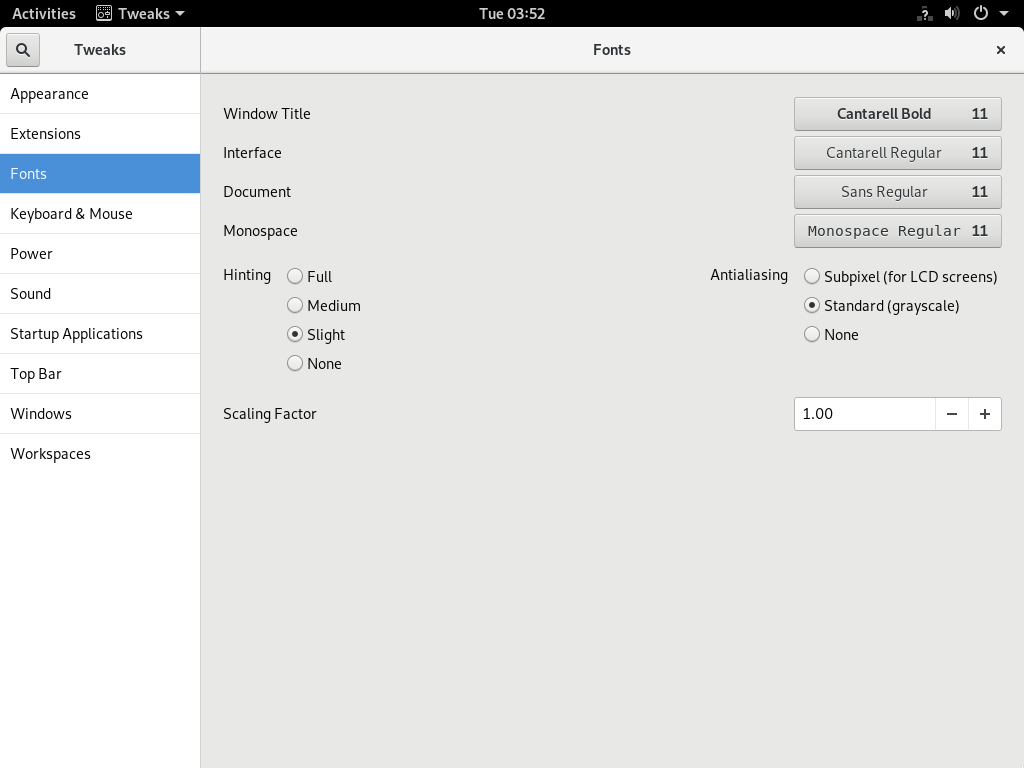 Activities Tweaks Tue 03:52
Tweaks Fonts
Appearance
Extensions
Fonts
Keyboard & Mouse
Power
Sound
Startup Applications
Top Bar
Windows
Workspaces
Window Title Cantarell Bold 11
Interface Cantarell Regular 11
Document Sans Regular 11
Monospace Monospace Regular 11
Hinting Full
Medium
Slight
None
Antialiasing Subpixel (for LCD screens)
Standard (grayscale)
None
Scaling Factor 1.00 − +